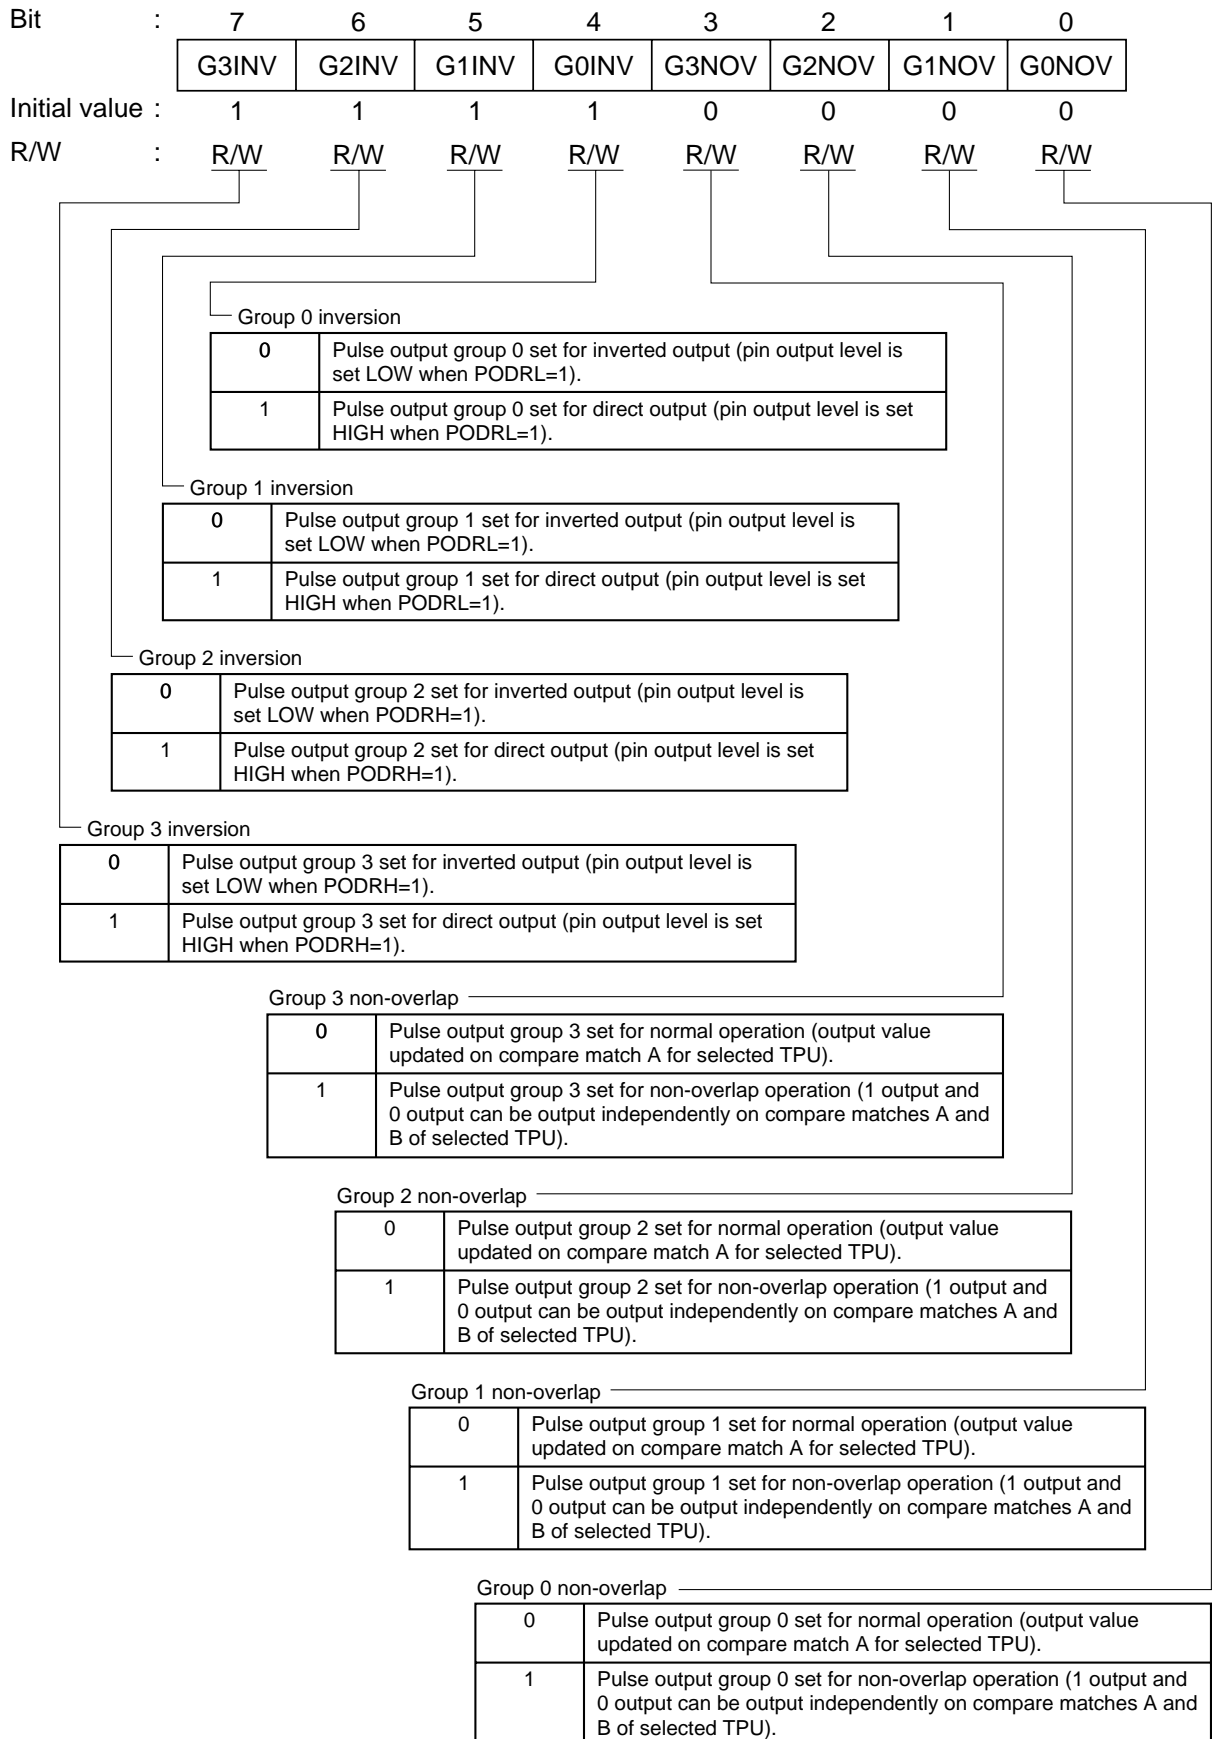 Bit : 7 6 5 4 3 2 1 0
G3INV G2INV G1INV G0INV G3NOV G2NOV G1NOV G0NOV
Initial value : 1 1 1 1 0 0 0 0
R/W : R/W R/W R/W R/W R/W R/W R/W R/W
Group 0 inversion
0 Pulse output group 0 set for inverted output (pin output level is
set LOW when PODRL=1).
1 Pulse output group 0 set for direct output (pin output level is set
HIGH when PODRL=1).
Group 1 inversion
0 Pulse output group 1 set for inverted output (pin output level is
set LOW when PODRL=1).
1 Pulse output group 1 set for direct output (pin output level is set
HIGH when PODRL=1).
Group 2 inversion
0 Pulse output group 2 set for inverted output (pin output level is
set LOW when PODRH=1).
1 Pulse output group 2 set for direct output (pin output level is set
HIGH when PODRH=1).
Group 3 inversion
0 Pulse output group 3 set for inverted output (pin output level is
set LOW when PODRH=1).
1 Pulse output group 3 set for direct output (pin output level is set
HIGH when PODRH=1).
Group 3 non-overlap
0 Pulse output group 3 set for normal operation (output value
updated on compare match A for selected TPU).
1 Pulse output group 3 set for non-overlap operation (1 output and
0 output can be output independently on compare matches A and
B of selected TPU).
Group 2 non-overlap
0 Pulse output group 2 set for normal operation (output value
updated on compare match A for selected TPU).
1 Pulse output group 2 set for non-overlap operation (1 output and
0 output can be output independently on compare matches A and
B of selected TPU).
Group 1 non-overlap
0 Pulse output group 1 set for normal operation (output value
updated on compare match A for selected TPU).
1 Pulse output group 1 set for non-overlap operation (1 output and
0 output can be output independently on compare matches A and
B of selected TPU).
Group 0 non-overlap
0 Pulse output group 0 set for normal operation (output value
updated on compare match A for selected TPU).
1 Pulse output group 0 set for non-overlap operation (1 output and
0 output can be output independently on compare matches A and
B of selected TPU).